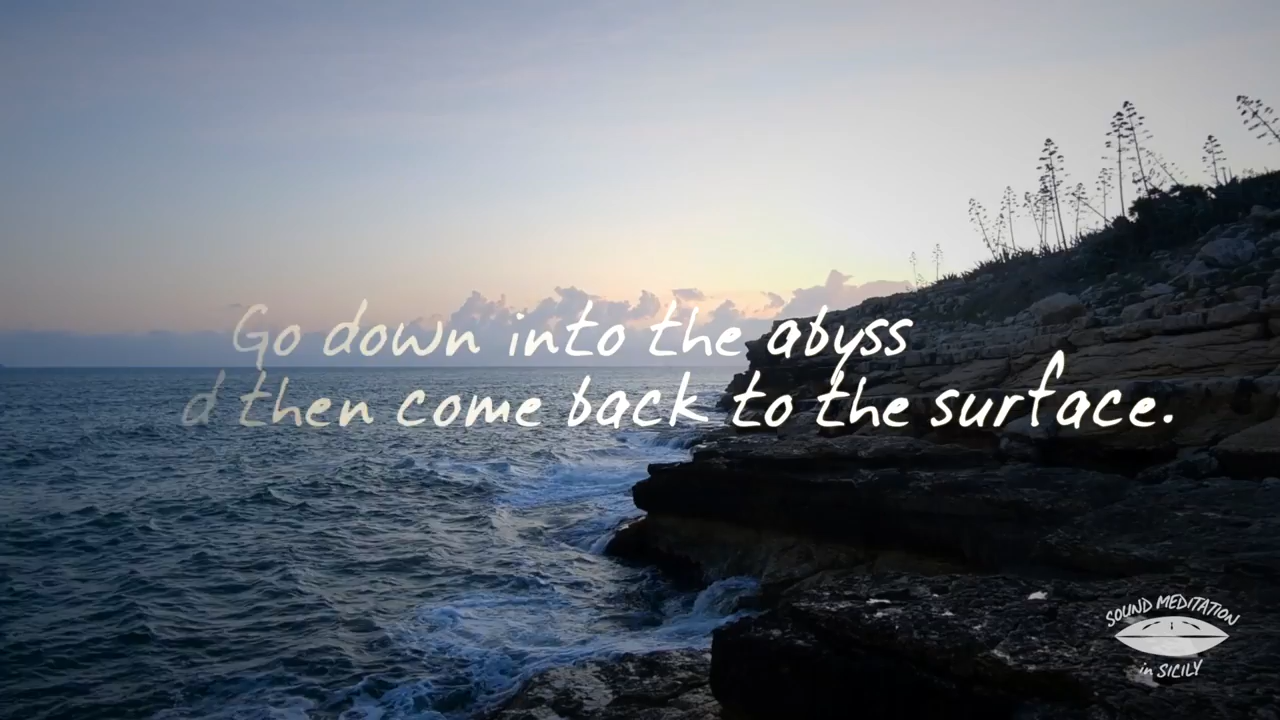 Go down into the abyss
d then come back to the surface.
SOUND MEDITATION
in SICILY